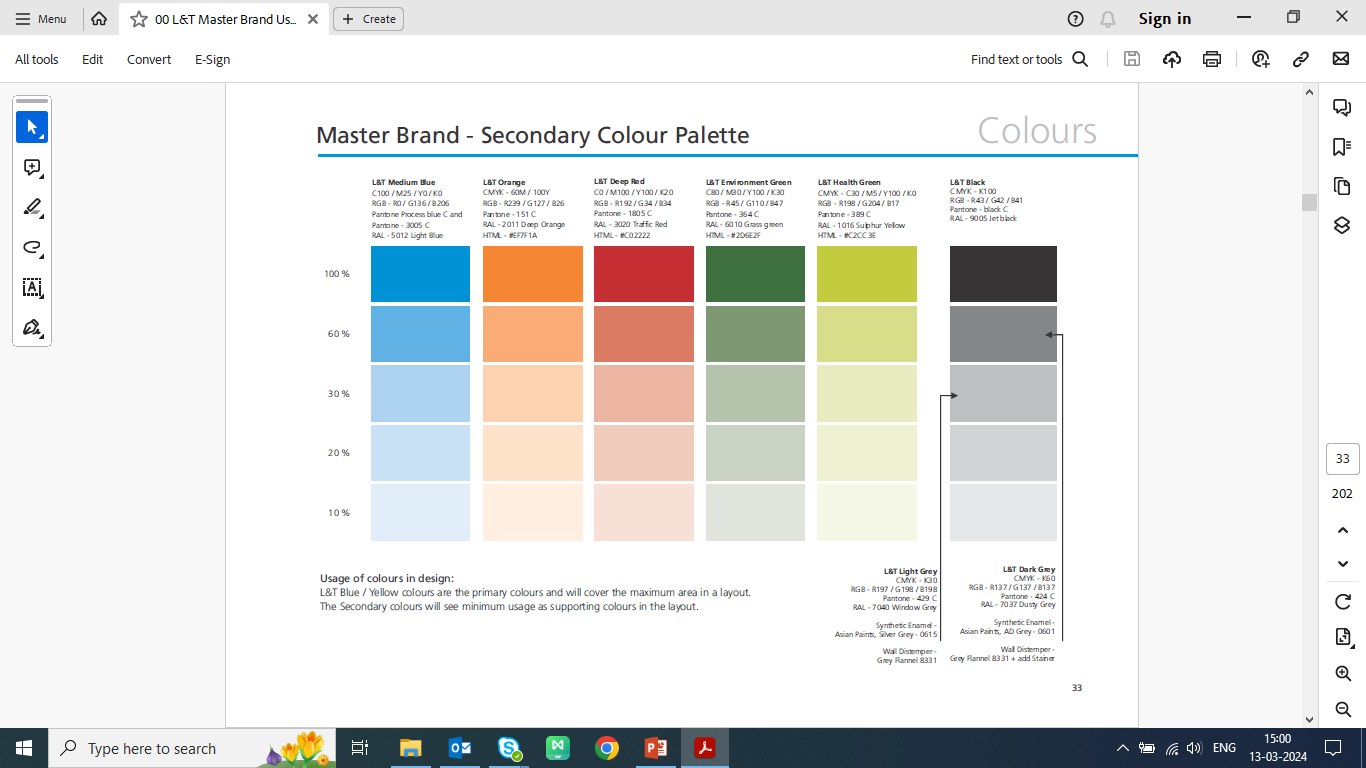 Menu
00 L&T Master Brand Us...
Create
Sign in
All tools
Edit
Convert
E-Sign
Find text or tools
Master Brand - Secondary Colour Palette
Colours
L&T Medium Blue
C100 / M25 / Y0 / K0
RGB - R0 / G136 / B206
Pantone Process blue C and
Pantone - 3005 C
RAL - 5012 Light Blue
L&T Orange
CMYK - 60M / 100Y
RGB - R239 / G127 / B26
Pantone - 151 C
RAL - 2011 Deep Orange
HTML - #EF7F1A
L&T Deep Red
C0 / M100 / Y100 / K20
RGB - R192 / G34 / B34
Pantone - 1805 C
RAL - 3020 Traffic Red
HTML - #C02222
L&T Environment Green
C80 / M30 / Y100 / K30
RGB - R45 / G110 / B47
Pantone - 364 C
RAL - 6010 Grass green
HTML - #2D6E2F
L&T Health Green
CMYK - C30 / M5 / Y100 / K0
RGB - R198 / G204 / B17
Pantone - 389 C
RAL - 1016 Sulphur Yellow
HTML - #C2CC3E
L&T Black
CMYK - K100
RGB - R43 / G42 / B41
Pantone - black C
RAL - 9005 Jet black
100 %
60 %
30 %
20 %
10 %
Usage of colours in design:
L&T Blue / Yellow colours are the primary colours and will cover the maximum area in a layout.
The Secondary colours will see minimum usage as supporting colours in the layout.
L&T Light Grey
CMYK - K30
RGB - R197 / G198 / B198
Pantone - 429 C
RAL - 7040 Window Grey
Synthetic Enamel -
Asian Paints, Silver Grey - 0615
Wall Distemper -
Grey Flannel 8331
L&T Dark Grey
CMYK - K60
RGB - R137 / G137 / B137
Pantone - 424 C
RAL - 7037 Dusty Grey
Synthetic Enamel -
Asian Paints, AD Grey - 0601
Wall Distemper -
Grey Flannel 8331 + add Stainer
33
33
202
Type here to search
ENG
15:00
13-03-2024